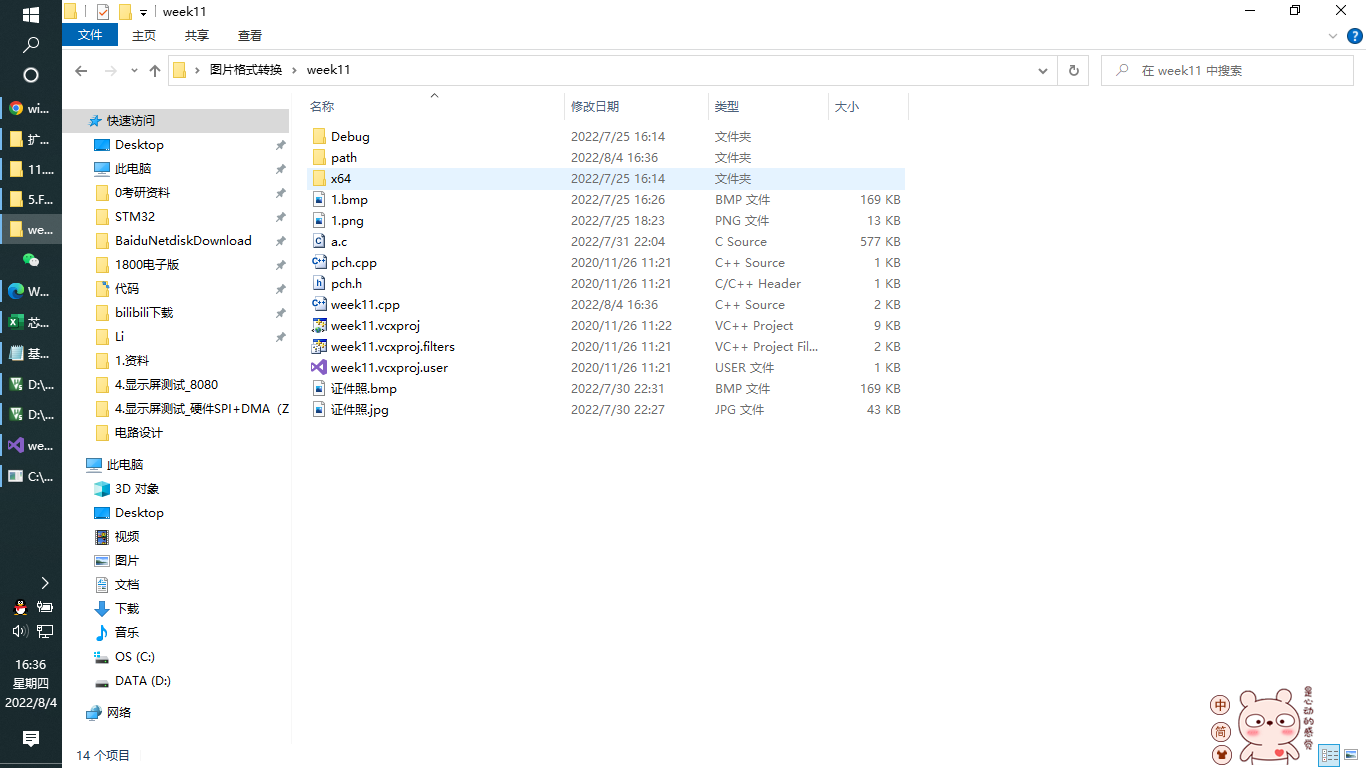 week11
文件 主页 共享 查看
图片格式转换 week11
在 week11 中搜索
wi...
扩...
11....
5.F...
we...
W...
芯...
基...
D:\...
D:\...
we...
C:\...
16:36
星期四
2022/8/4
快速访问
Desktop
此电脑
0考研资料
STM32
BaiduNetdiskDownload
1800电子版
代码
bilibili下载
Li
1.资料
4.显示屏测试_8080
4.显示屏测试_硬件SPI+DMA（Z
电路设计
此电脑
3D 对象
Desktop
视频
图片
文档
下载
音乐
OS (C:)
DATA (D:)
网络
14 个项目
名称 修改日期 类型 大小
Debug 2022/7/25 16:14 文件夹
path 2022/8/4 16:36 文件夹
x64 2022/7/25 16:14 文件夹
1.bmp 2022/7/25 16:26 BMP 文件 169 KB
1.png 2022/7/25 18:23 PNG 文件 13 KB
a.c 2022/7/31 22:04 C Source 577 KB
pch.cpp 2020/11/26 11:21 C++ Source 1 KB
pch.h 2020/11/26 11:21 C/C++ Header 1 KB
week11.cpp 2022/8/4 16:36 C++ Source 2 KB
week11.vcxproj 2020/11/26 11:22 VC++ Project 9 KB
week11.vcxproj.filters 2020/11/26 11:21 VC++ Project Fil... 2 KB
week11.vcxproj.user 2020/11/26 11:21 USER 文件 1 KB
证件照.bmp 2022/7/30 22:31 BMP 文件 169 KB
证件照.jpg 2022/7/30 22:27 JPG 文件 43 KB
中
简
是心动的感觉